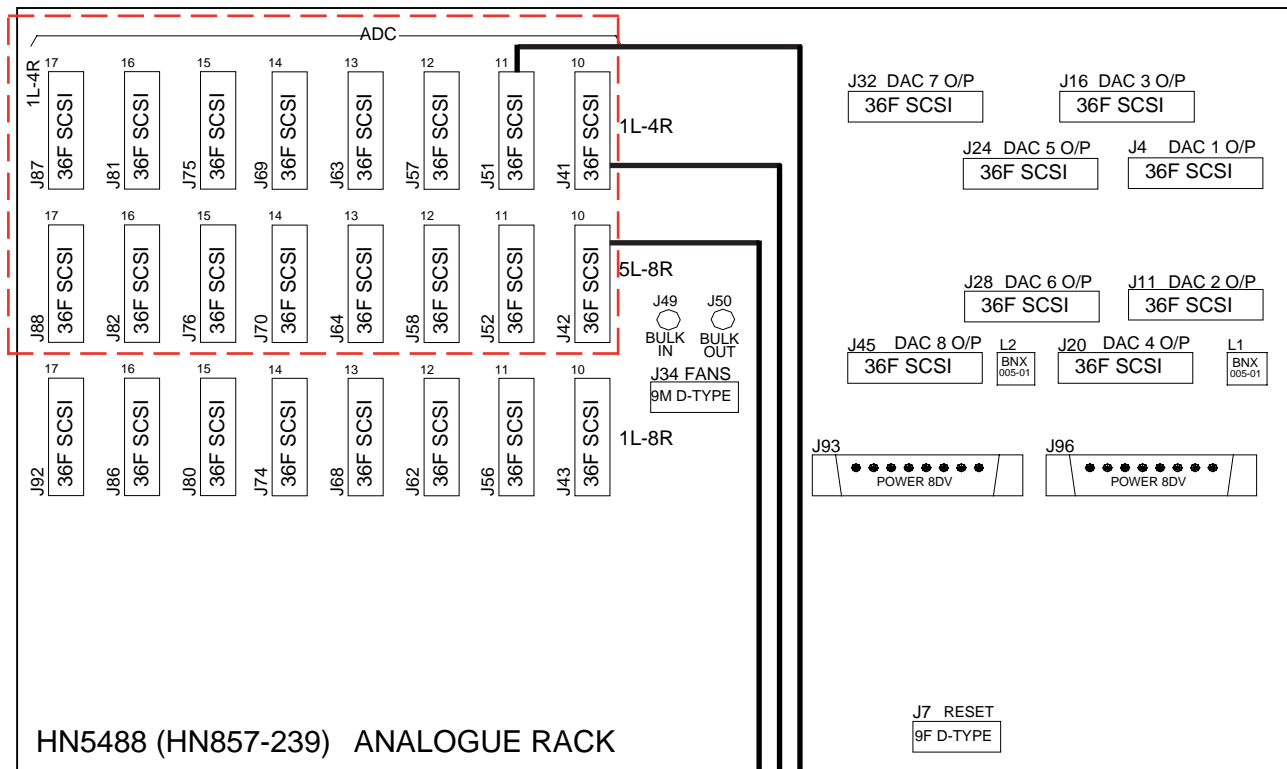 ADC
1L-4R
17 16 15 14 13 12 11 10
J87 36F SCSI
J81 36F SCSI
J75 36F SCSI
J69 36F SCSI
J63 36F SCSI
J57 36F SCSI
J51 36F SCSI
J41 36F SCSI
1L-4R
17 16 15 14 13 12 11 10
J88 36F SCSI
J82 36F SCSI
J76 36F SCSI
J70 36F SCSI
J64 36F SCSI
J58 36F SCSI
J52 36F SCSI
J42 36F SCSI
5L-8R
17 16 15 14 13 12 11 10
J92 36F SCSI
J86 36F SCSI
J80 36F SCSI
J74 36F SCSI
J68 36F SCSI
J62 36F SCSI
J56 36F SCSI
J43 36F SCSI
1L-8R
J49
BULK
IN
J50
BULK
OUT
J34 FANS
9M D-TYPE
J32 DAC 7 O/P
36F SCSI
J16 DAC 3 O/P
36F SCSI
J24 DAC 5 O/P
36F SCSI
J4 DAC 1 O/P
36F SCSI
J28 DAC 6 O/P
36F SCSI
J11 DAC 2 O/P
36F SCSI
J45 DAC 8 O/P
36F SCSI
L2
BNX
005-01
J20 DAC 4 O/P
36F SCSI
L1
BNX
005-01
J93
POWER 8DV
J96
POWER 8DV
J7 RESET
9F D-TYPE
HN5488 (HN857-239) ANALOGUE RACK